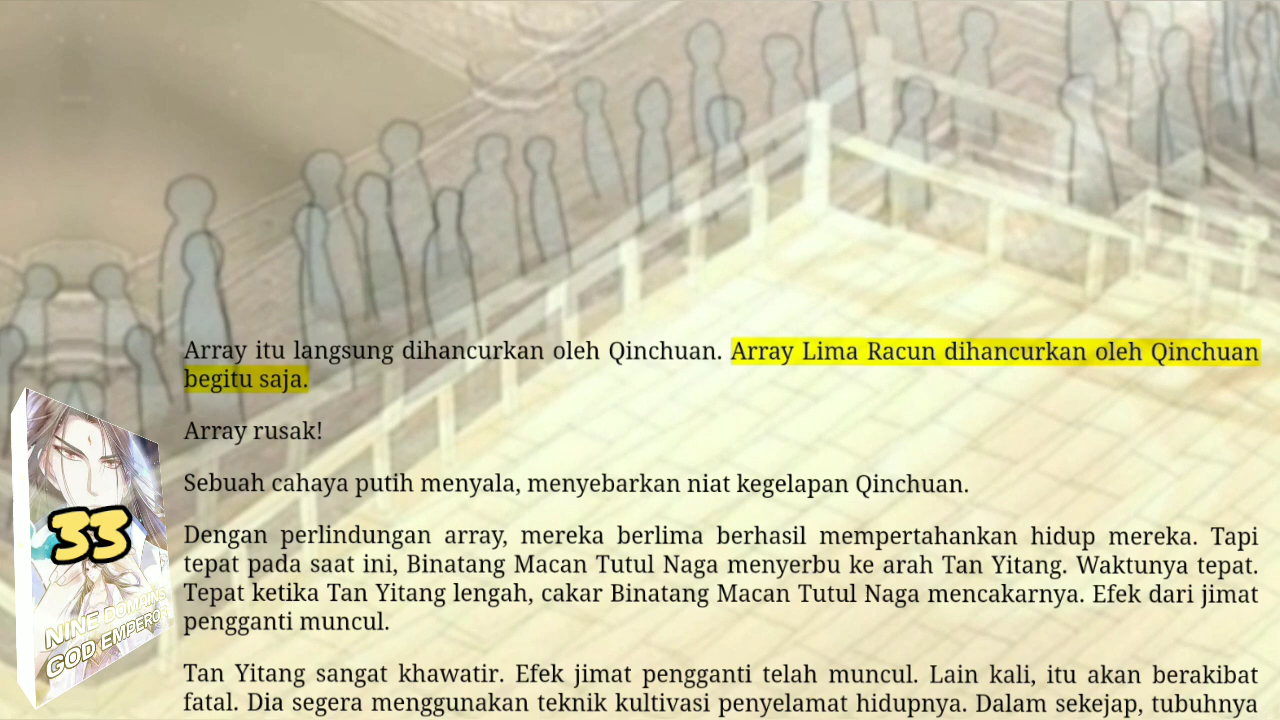 Array itu langsung dihancurkan oleh Qinchuan. Array Lima Racun dihancurkan oleh Qinchuan
begitu saja.
Array rusak!
Sebuah cahaya putih menyala, menyebarkan niat kegelapan Qinchuan.
Dengan perlindungan array, mereka berlima berhasil mempertahankan hidup mereka. Tapi
tepat pada saat ini, Binatang Macan Tutul Naga menyerbu ke arah Tan Yitang. Waktunya tepat.
Tepat ketika Tan Yitang lengah, cakar Binatang Macan Tutul Naga mencakarnya. Efek dari jimat
pengganti muncul.
Tan Yitang sangat khawatir. Efek jimat pengganti telah muncul. Lain kali, itu akan berakibat
fatal. Dia segera menggunakan teknik kultivasi penyelamat hidupnya. Dalam sekejap, tubuhnya
33
NINE DOMAINS
GOD EMPEROR